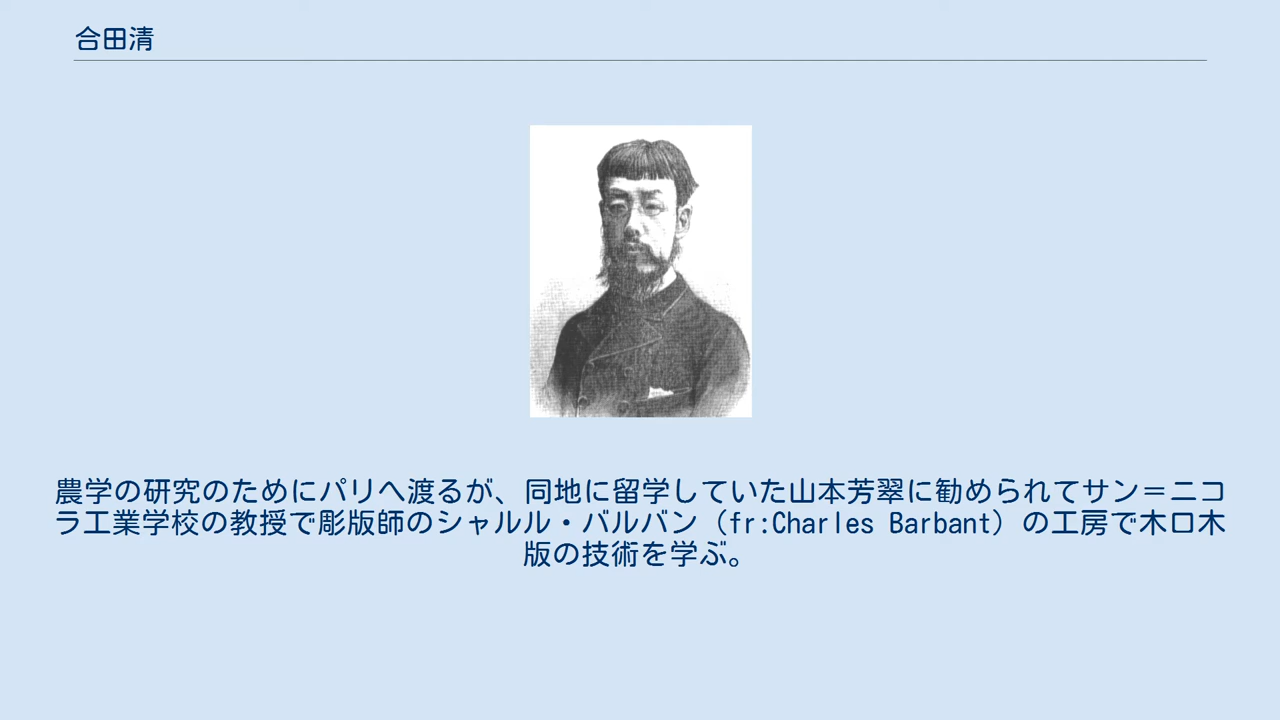 合田清
農学の研究のためにパリへ渡るが、同地に留学していた山本芳翠に勧められてサン＝ニコ
ラ工業学校の教授で彫版師のシャルル・バルバン（fr:Charles Barbant）の工房で木口木
版の技術を学ぶ。